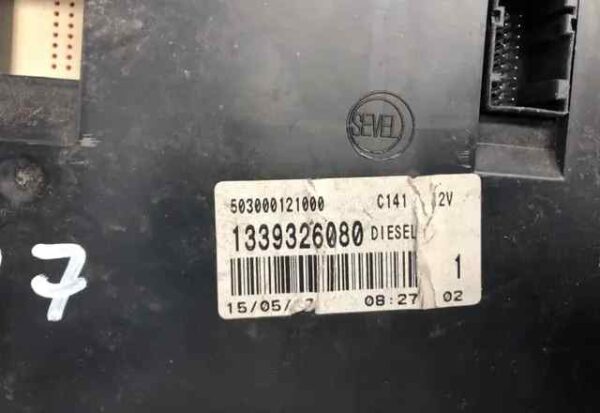 SEVEL
503000121000 C141 2V
1339326080 DIESEL
1
15/05/ 08:27 02
7